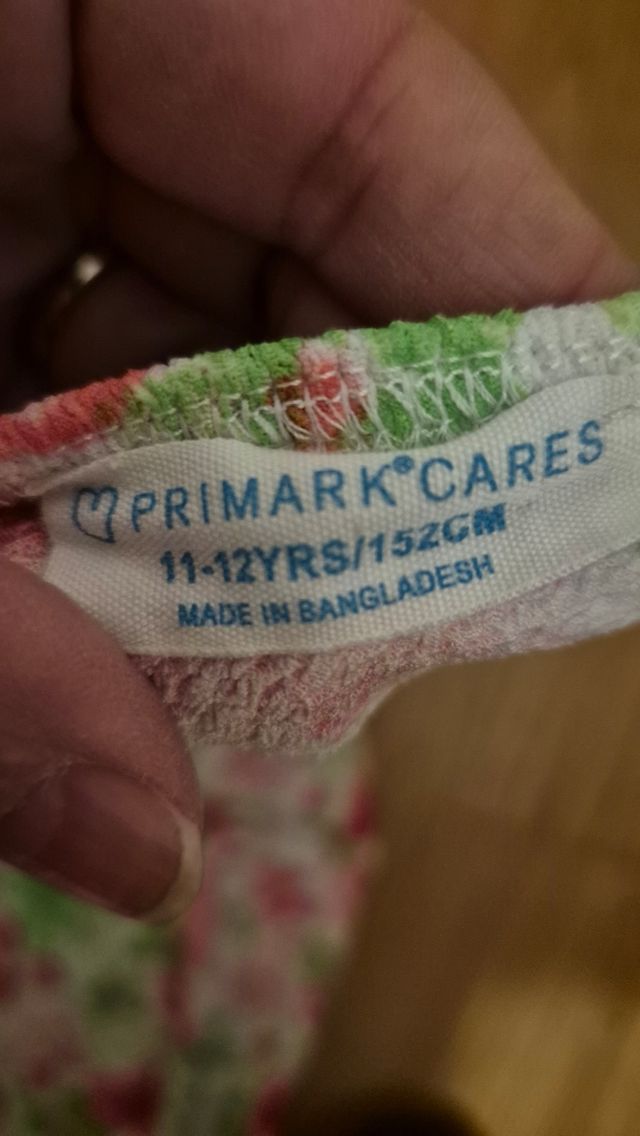 PRIMARK® CARES
11-12YRS/152CM
MADE IN BANGLADESH